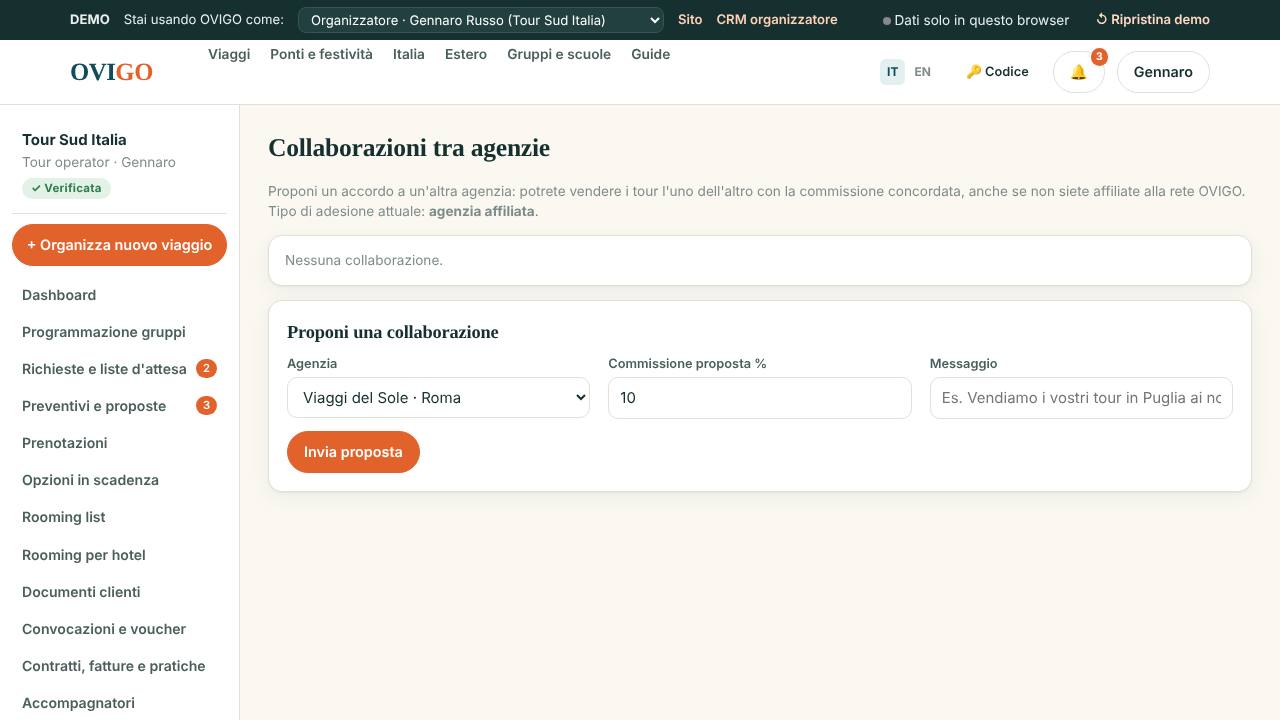 DEMO Stai usando OVIGO come: Organizzatore · Gennaro Russo (Tour Sud Italia) Sito CRM organizzatore Dati solo in questo browser ↺ Ripristina demo
OVIGO Viaggi Ponti e festività Italia Estero Gruppi e scuole Guide IT EN 🔑 Codice 🔔 3 Gennaro
Tour Sud Italia
Tour operator · Gennaro
✓ Verificata
+ Organizza nuovo viaggio
Dashboard
Programmazione gruppi
Richieste e liste d'attesa 2
Preventivi e proposte 3
Prenotazioni
Opzioni in scadenza
Rooming list
Rooming per hotel
Documenti clienti
Convocazioni e voucher
Contratti, fatture e pratiche
Accompagnatori
Collaborazioni tra agenzie
Proponi un accordo a un'altra agenzia: potrete vendere i tour l'uno dell'altro con la commissione concordata, anche se non siete affiliate alla rete OVIGO.
Tipo di adesione attuale: agenzia affiliata.
Nessuna collaborazione.
Proponi una collaborazione
Agenzia Commissione proposta % Messaggio
Viaggi del Sole · Roma 10 Es. Vendiamo i vostri tour in Puglia ai
Invia proposta